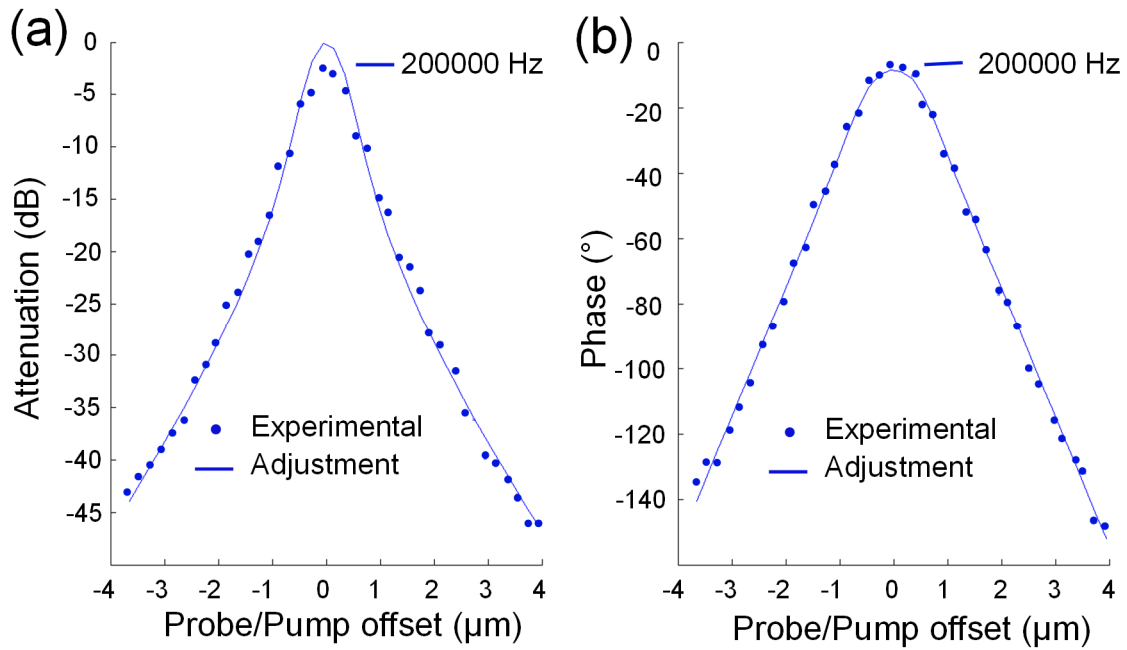 (a)
Attenuation (dB)
0
-5
-10
-15
-20
-25
-30
-35
-40
-45
200000 Hz
Experimental
Adjustment
-4 -3 -2 -1 0 1 2 3 4
Probe/Pump offset (µm)
(b)
Phase (°)
0
-20
-40
-60
-80
-100
-120
-140
200000 Hz
Experimental
Adjustment
-4 -3 -2 -1 0 1 2 3 4
Probe/Pump offset (µm)